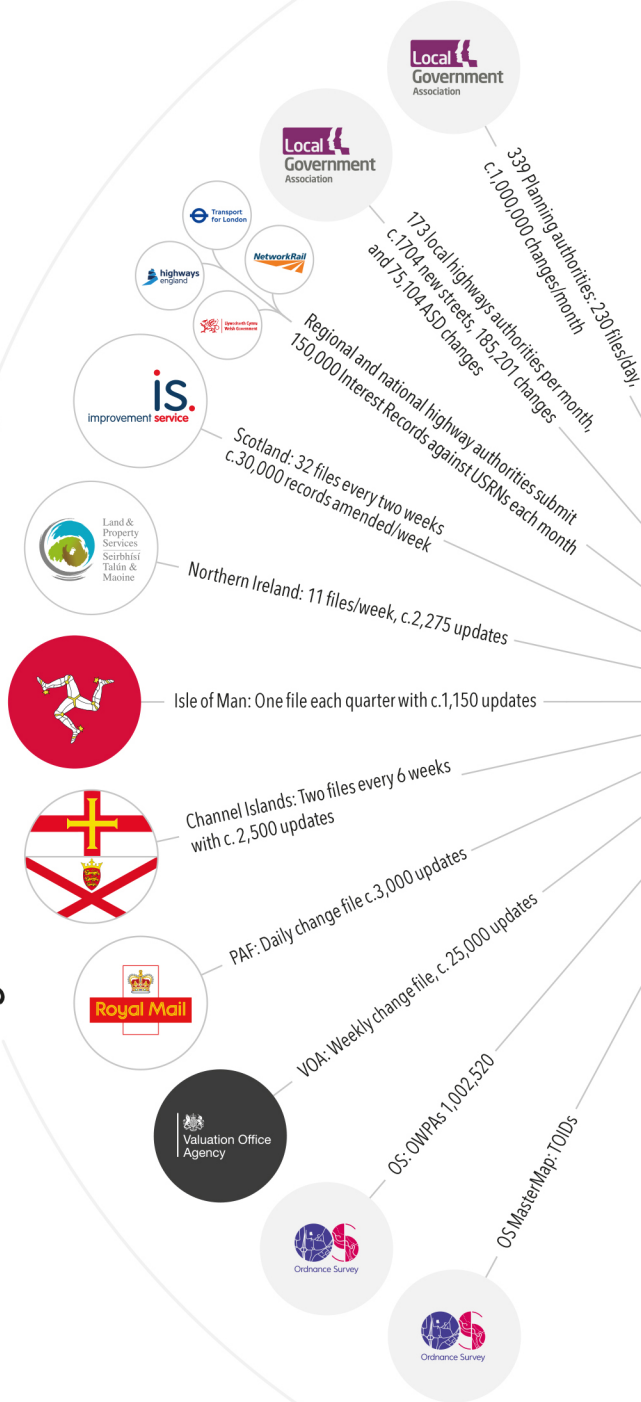 Local
Government
Association
339 Planning authorities: 230 files/day,
c.1,000,000 changes/month
Local
Government
Association
173 local highways authorities per month,
c.1704 new streets, 185,201 changes
and 75,104 ASD changes
Transport
for London
NetworkRail
highways
england
Llywodraeth Cymru
Welsh Government
Regional and national highway authorities submit
150,000 Interest Records against USRNs each month
is.
improvement service
Scotland: 32 files every two weeks
c.30,000 records amended/week
Land &
Property
Services
Seirbhísí
Talún &
Maoine
Northern Ireland: 11 files/week, c.2,275 updates
Isle of Man: One file each quarter with c.1,150 updates
Channel Islands: Two files every 6 weeks
with c. 2,500 updates
Royal Mail
PAF: Daily change file c.3,000 updates
Valuation Office
Agency
VOA: Weekly change file, c. 25,000 updates
OS
Ordnance Survey
OS: OWPAs 1,002,520
OS
Ordnance Survey
OS MasterMap: TOIDs